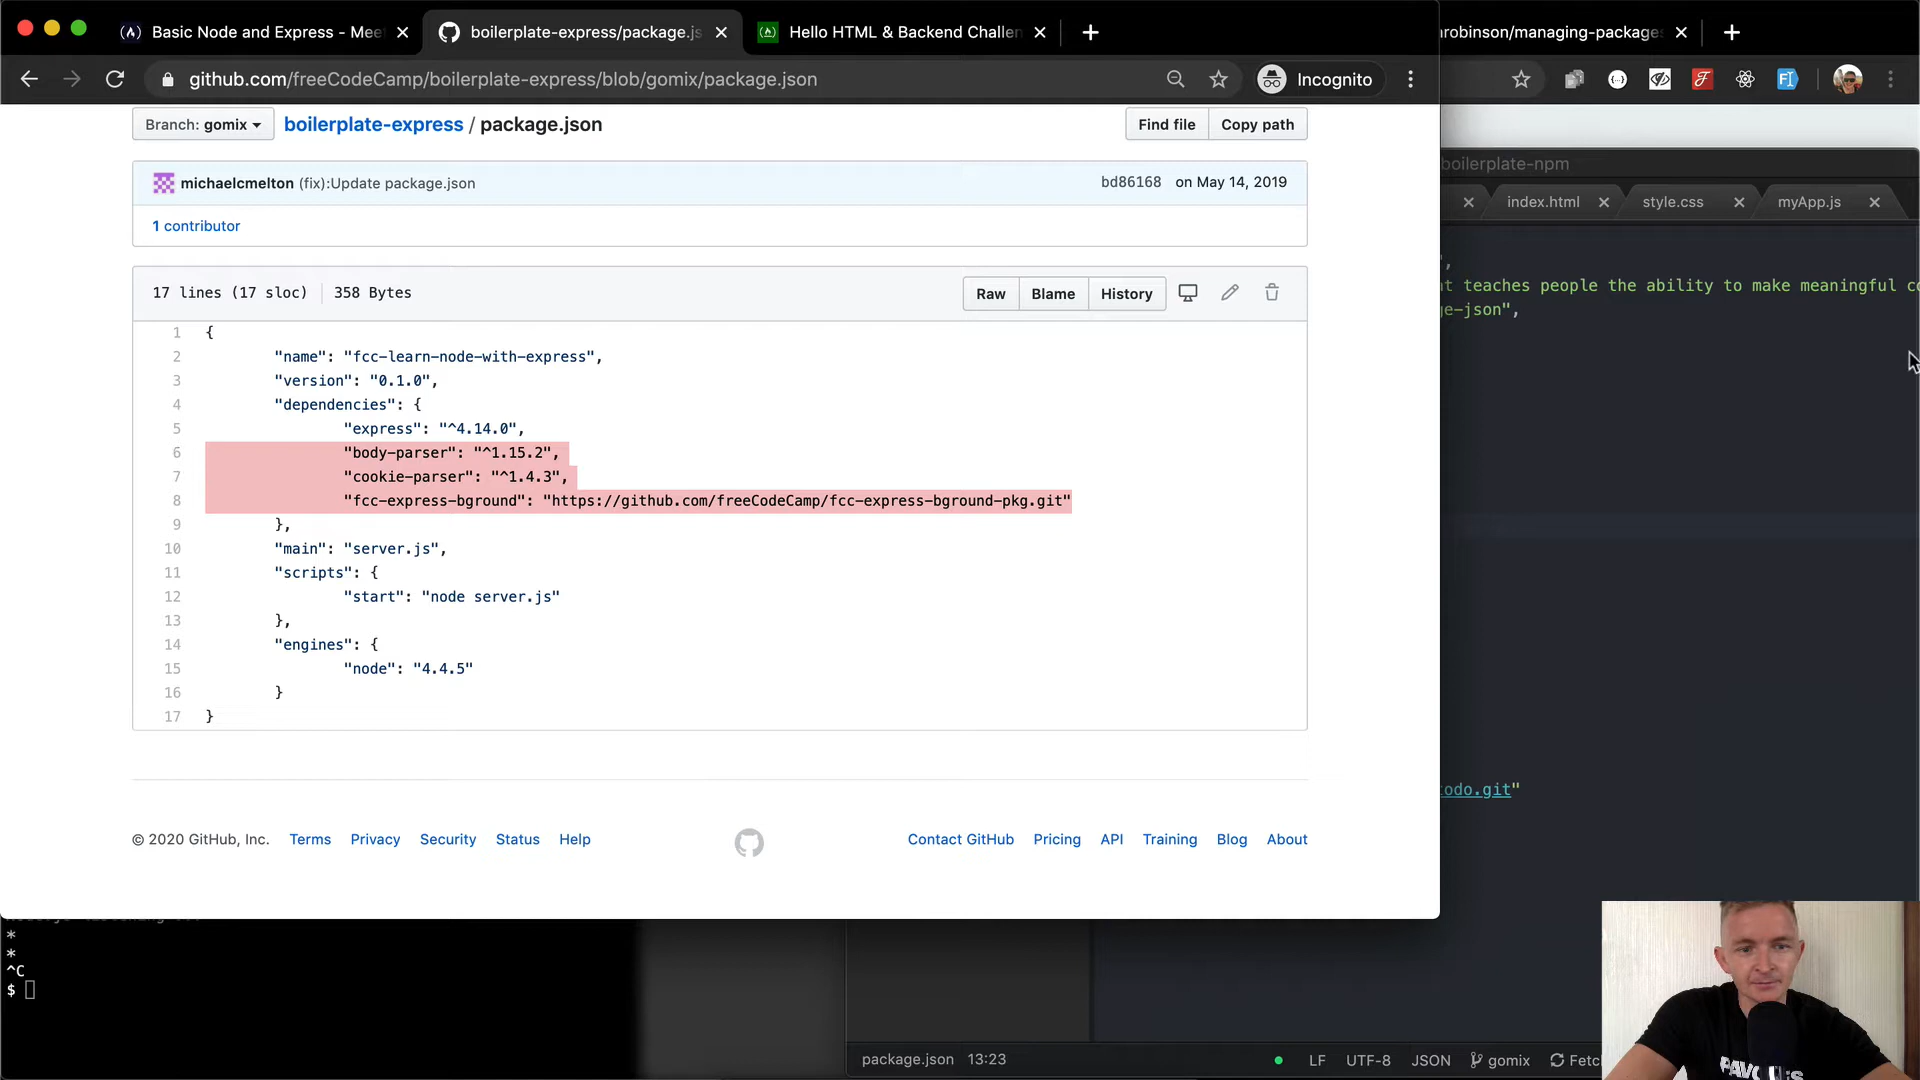 Basic Node and Express - Mee
boilerplate-express/package.js
Hello HTML & Backend Challen
robinson/managing-packages
github.com/freeCodeCamp/boilerplate-express/blob/gomix/package.json
Incognito
Branch: gomix
boilerplate-express / package.json
Find file
Copy path
michaelcmelton (fix):Update package.json
bd86168 on May 14, 2019
1 contributor
17 lines (17 sloc)
358 Bytes
Raw
Blame
History
1 {
2 "name": "fcc-learn-node-with-express",
3 "version": "0.1.0",
4 "dependencies": {
5 "express": "^4.14.0",
6 "body-parser": "^1.15.2",
7 "cookie-parser": "^1.4.3",
8 "fcc-express-bground": "https://github.com/freeCodeCamp/fcc-express-bground-pkg.git"
9 },
10 "main": "server.js",
11 "scripts": {
12 "start": "node server.js"
13 },
14 "engines": {
15 "node": "4.4.5"
16 }
17 }
© 2020 GitHub, Inc. Terms Privacy Security Status Help
Contact GitHub Pricing API Training Blog About
boilerplate-npm
index.html
style.css
myApp.js
",
t teaches people the ability to make meaningful co
e-json",
odo.git"
*
*
^C
$
package.json 13:23
LF UTF-8 JSON gomix Fetc